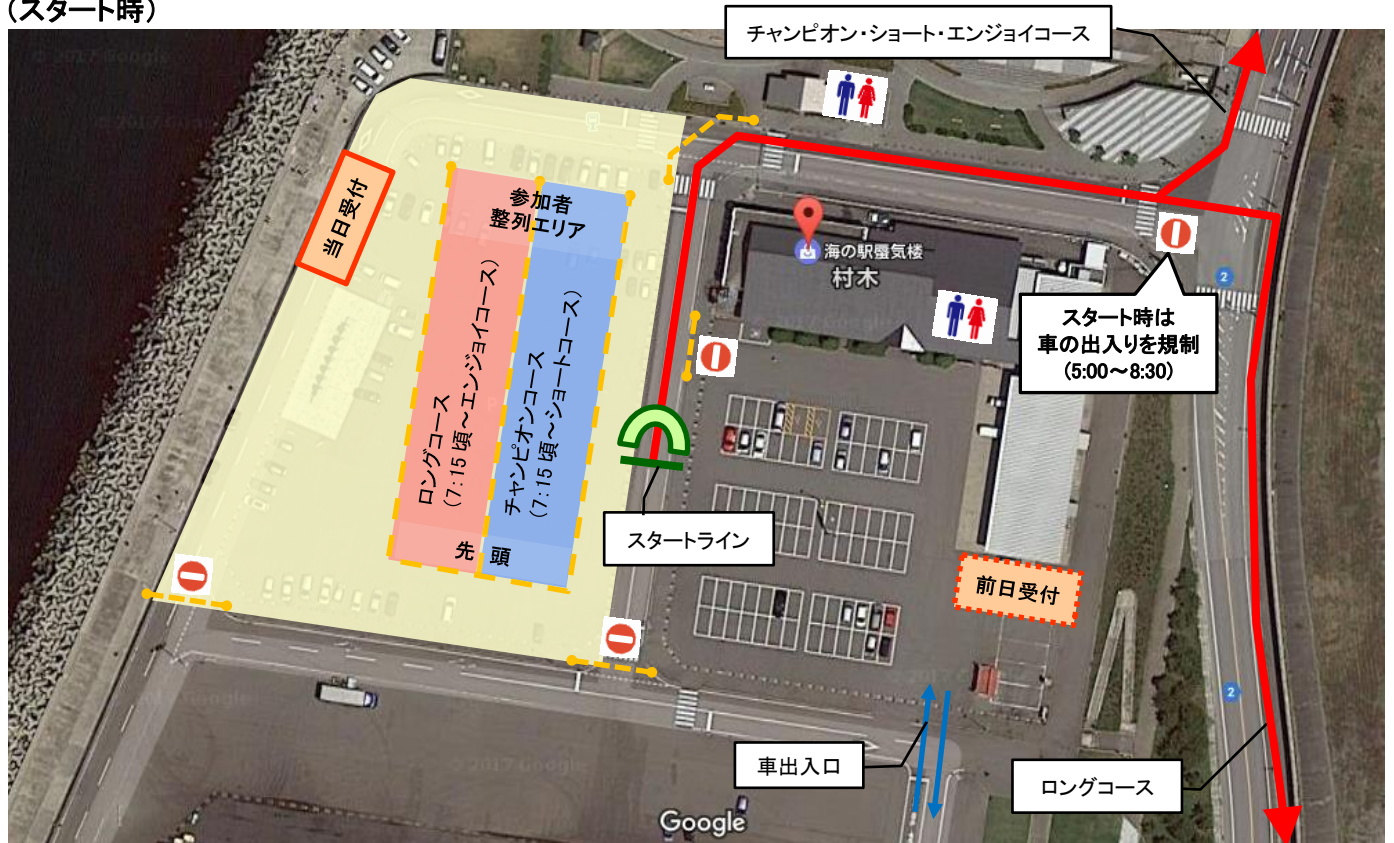 (スタート時)
© 2017 Google
チャンピオン・ショート・エンジョイコース
当日受付
参加者
整列エリア
ロングコース
(7:15 頃~エンジョイコース)
チャンピオンコース
(7:15 頃~ショートコース)
先 頭
海の駅蜃気楼
村木
2
スタート時は
車の出入りを規制
(5:00~8:30)
スタートライン
前日受付
2
車出入口
ロングコース
© 2017 Google
Google